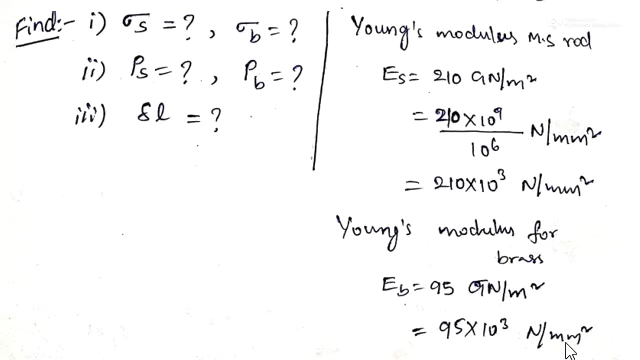 Find:- i) σs = ? , σb = ?
ii) Ps = ? , Pb = ?
iii) δl = ?
Young's modulus M.S rod
Es = 210 GN/m²
= 210×10⁹ / 10⁶ N/mm²
= 210×10³ N/mm²
Young's modulus for
brass
Eb = 95 GN/m²
= 95×10³ N/mm²